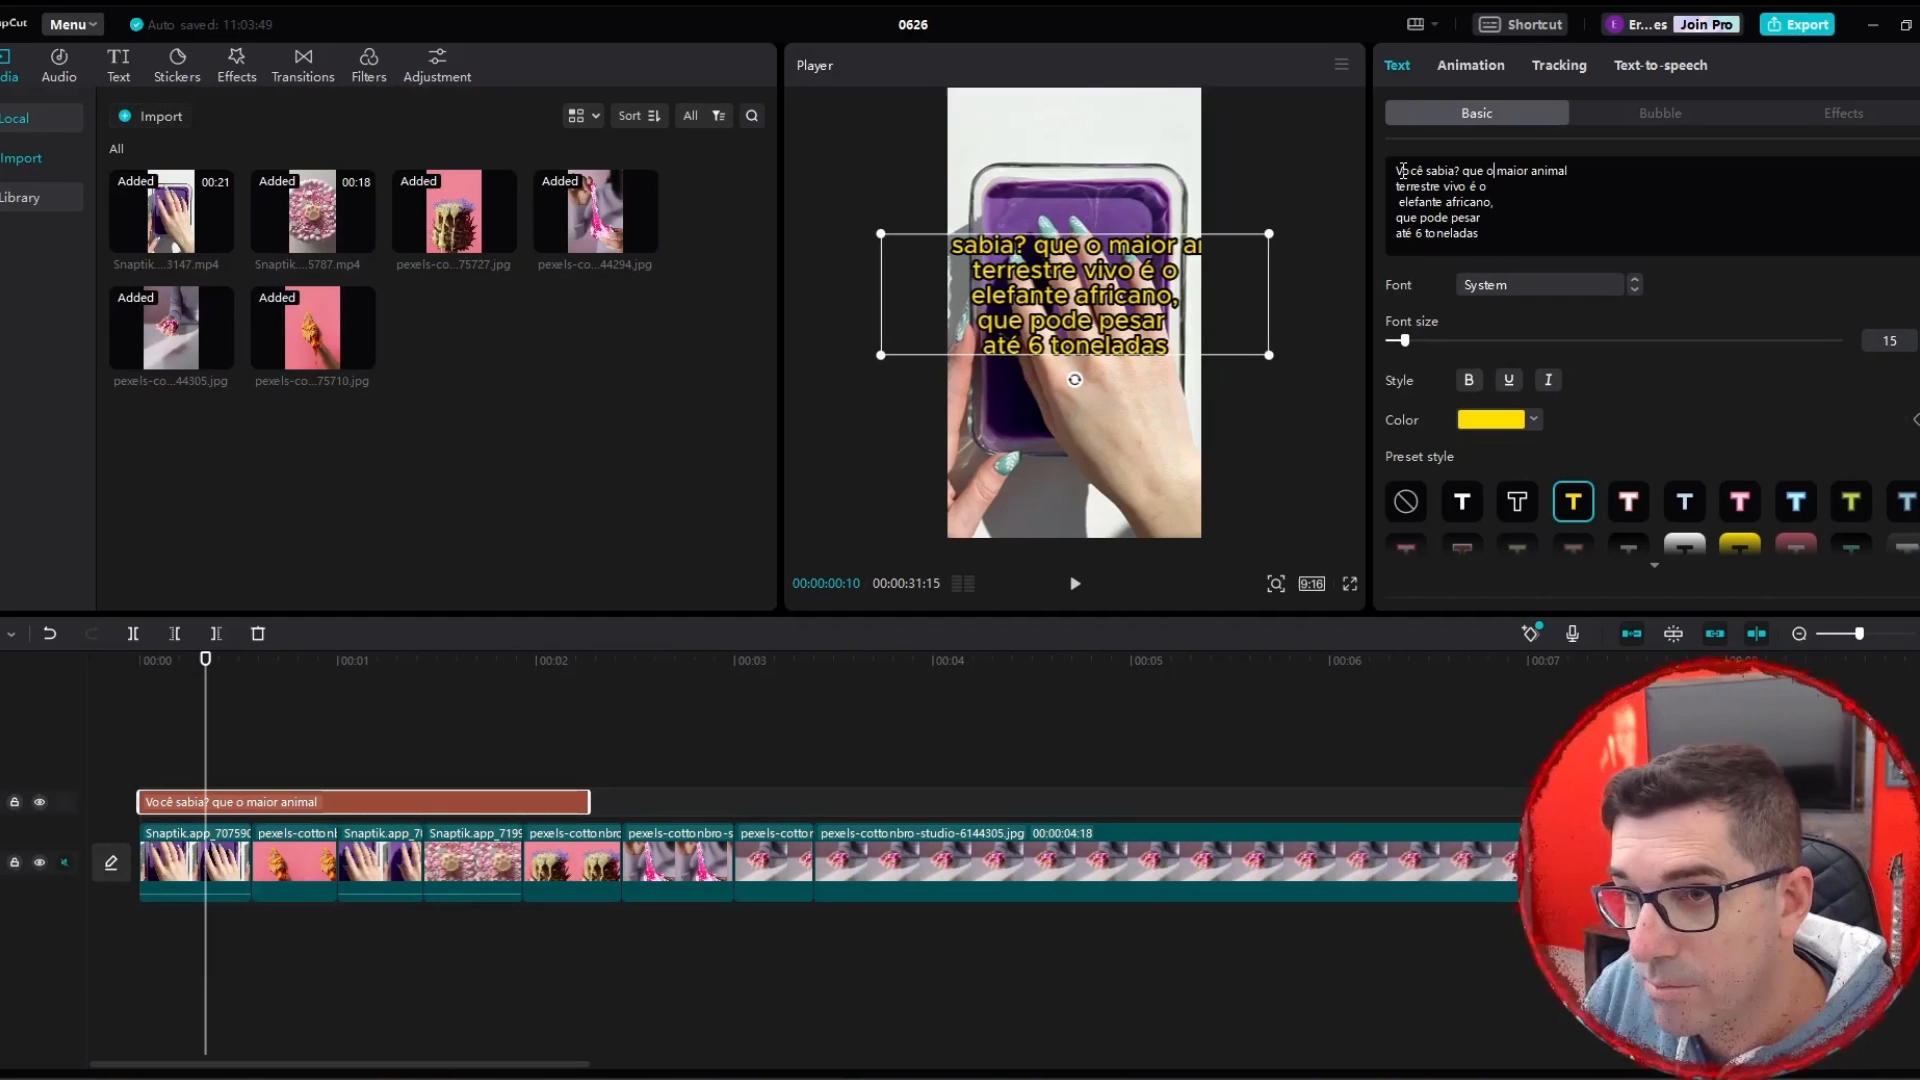 Menu
Auto saved: 11:03:49
0626
Shortcut
Er...es
Join Pro
Export
Audio
Text
Stickers
Effects
Transitions
Filters
Adjustment
Local
Import
Library
Import
Sort
All
All
Added 00:21
Added 00:18
Added
Added
Snaptik....3147.mp4
Snaptik....5787.mp4
pexels-co...75727.jpg
pexels-co...44294.jpg
Added
Added
pexels-co...44305.jpg
pexels-co...75710.jpg
Player
sabia? que o maior
terrestre vivo é o
elefante africano,
que pode pesar
até 6 toneladas
00:00:00:10
00:00:31:15
9:16
Text
Animation
Tracking
Text-to-speech
Basic
Bubble
Effects
Você sabia? que o maior animal
terrestre vivo é o
elefante africano,
que pode pesar
até 6 toneladas
Font
System
Font size
15
Style
B U I
Color
Preset style
00:00
00:01
00:02
00:03
00:04
00:05
00:06
00:07
Você sabia? que o maior animal
Snaptik.app_707590
pexels-cottonb
Snaptik.app_7
Snaptik.app_7199
pexels-cottonbro
pexels-cottonbro-s
pexels-cottor
pexels-cottonbro-studio-6144305.jpg 00:00:04:18